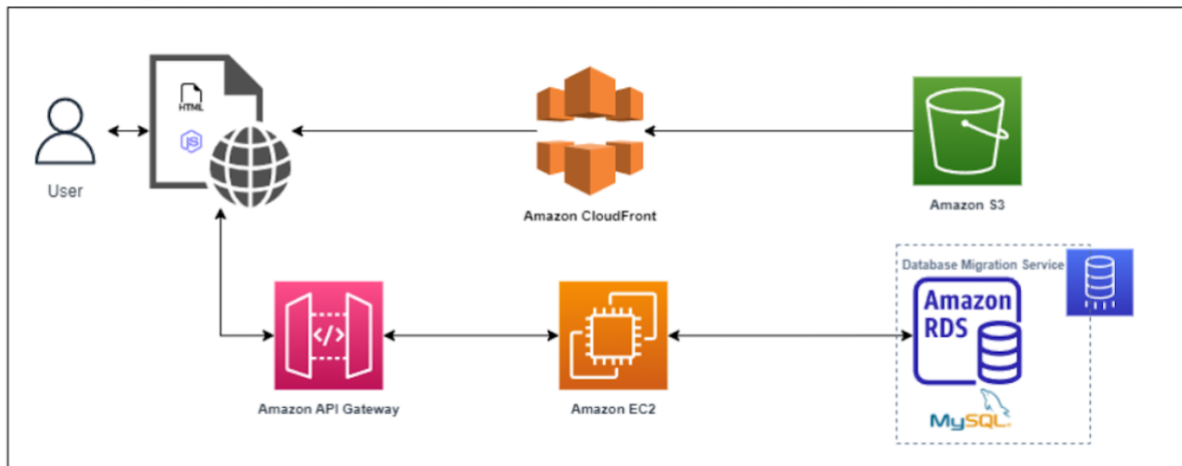 HTML
JS
User
Amazon CloudFront
Amazon S3
Database Migration Service
Amazon
RDS
MySQL
</>
Amazon API Gateway
Amazon EC2